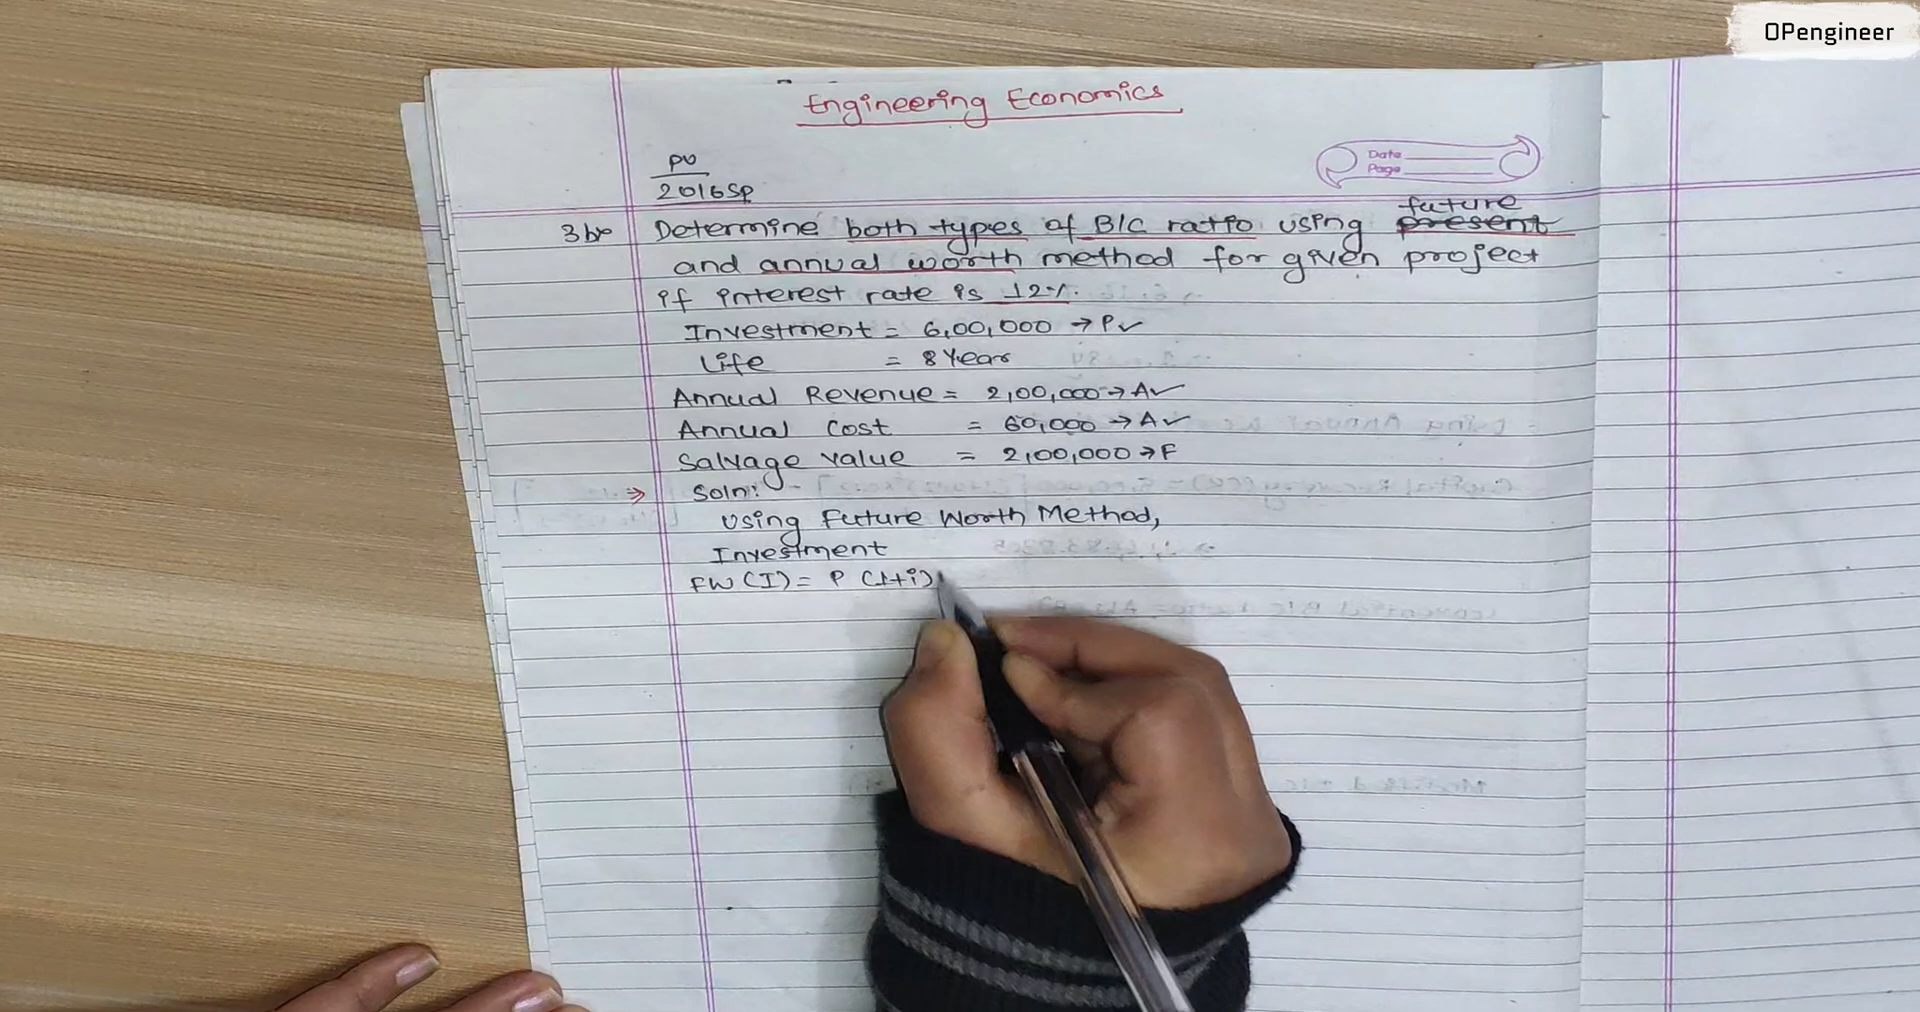 OPengineer
Engineering Economics
PU
2016SP
Date
Page
future
3b) Determine both types of B/C ratio using present
and annual worth method for given project
if interest rate is 12%.
Investment = 6,00,000 → P✓
Life = 8 Year
Annual Revenue = 2,00,000 → A✓
Annual Cost = 60,000 → A✓
Salvage value = 2,00,000 → F
⇒ Soln:
Using Future Worth Method,
Investment
FW(I) = P (1+i)